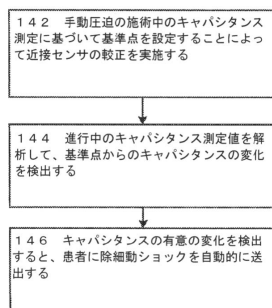 142 手動圧迫の施術中のキャパシタンス
測定に基づいて基準点を設定することによっ
て近接センサの較正を実施する
144 進行中のキャパシタンス測定値を解
析して、基準点からのキャパシタンスの変化
を検出する
146 キャパシタンスの有意の変化を検出
すると、患者に除細動ショックを自動的に送
出する